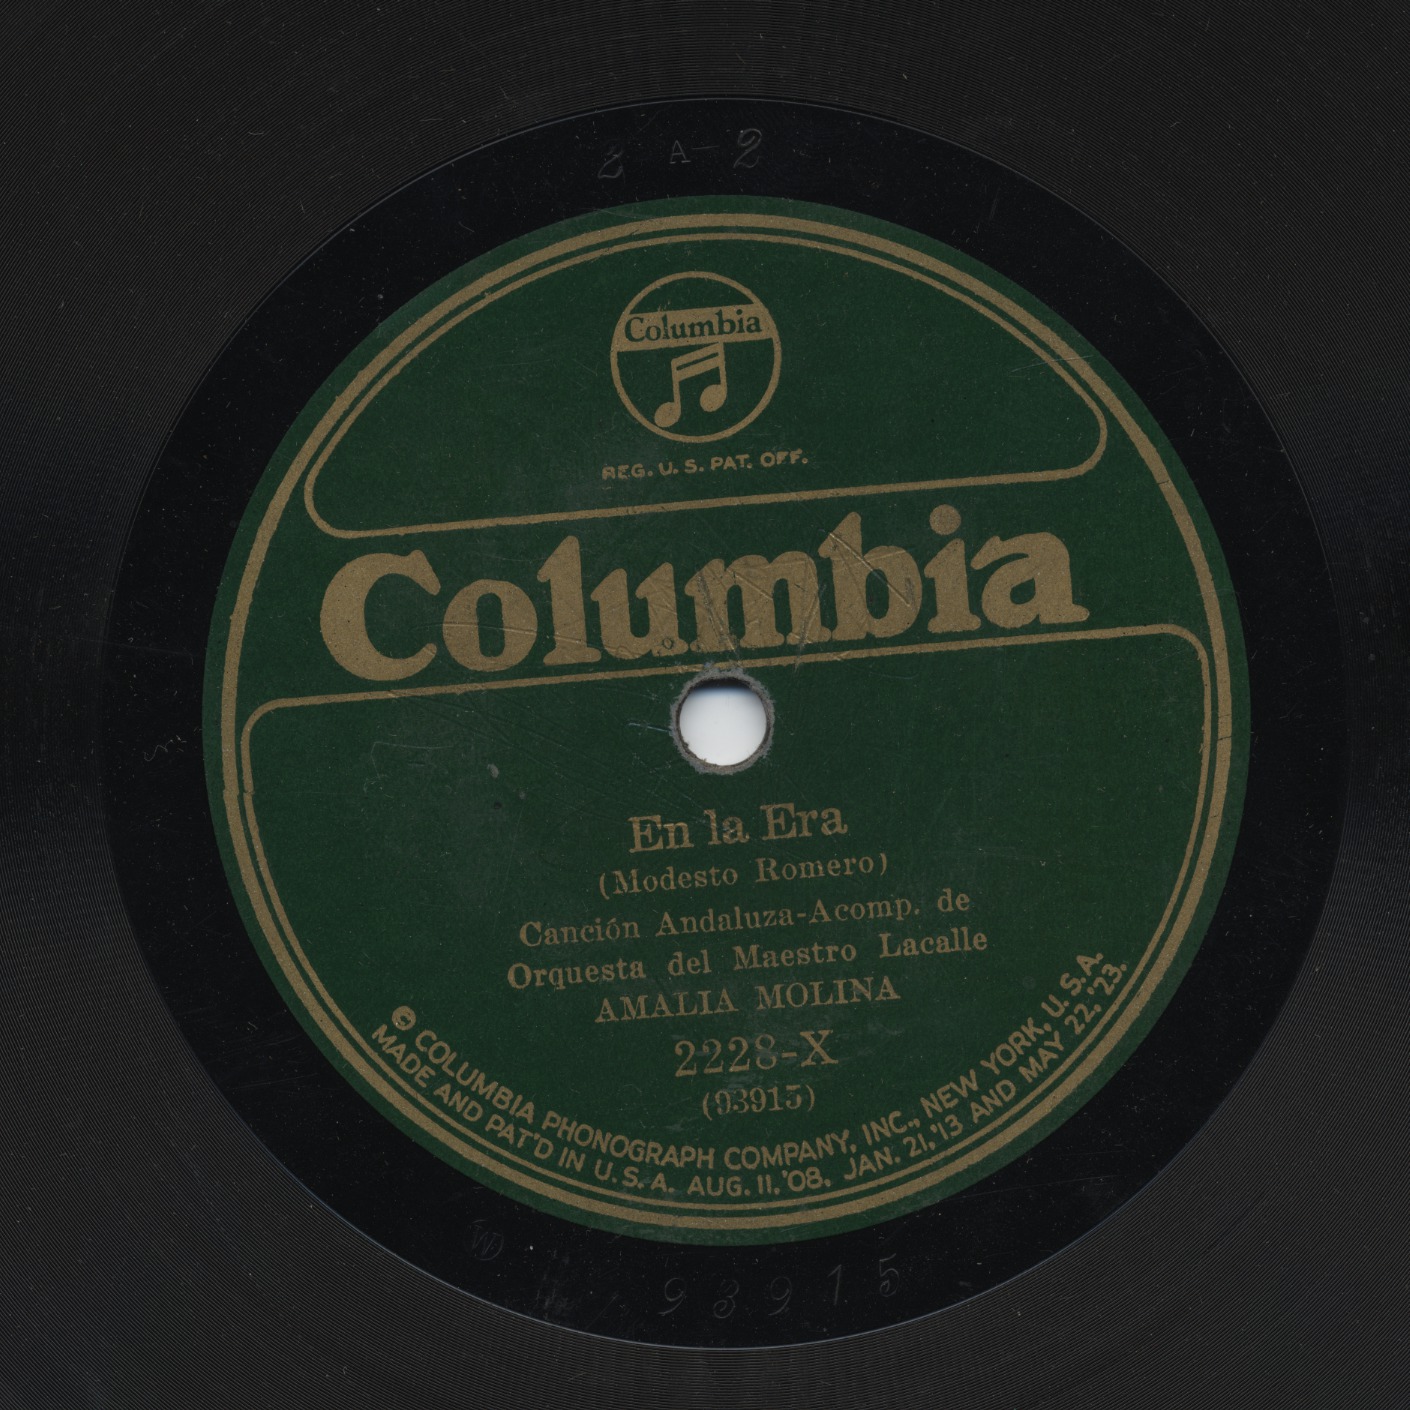 2 A-2
Columbia
REG. U. S. PAT. OFF.
Columbia
En la Era
(Modesto Romero)
Canción Andaluza-Acomp. de
Orquesta del Maestro Lacalle
AMALIA MOLINA
2228-X
(93915)
COLUMBIA PHONOGRAPH COMPANY, INC., NEW YORK, U. S. A.
MADE AND PAT'D IN U. S. A. AUG. 11, '08. JAN. 21, '13 AND MAY 22, '23.
W 93915